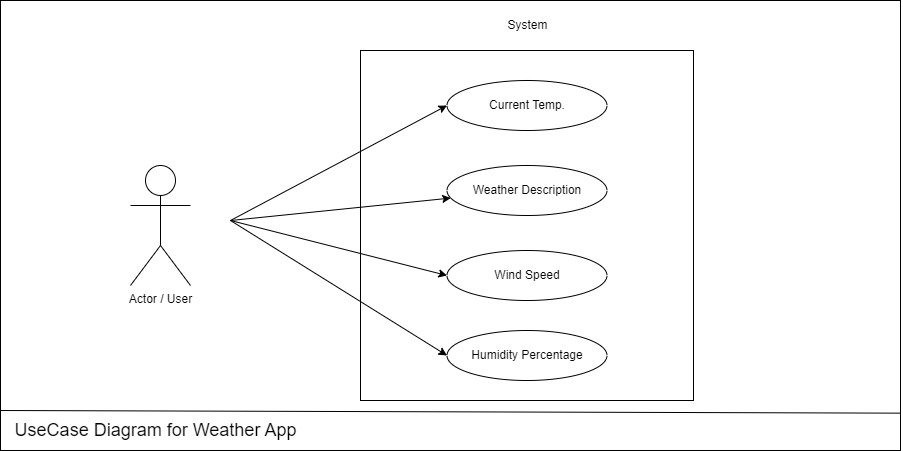 System
Current Temp.
Weather Description
Wind Speed
Actor / User
Humidity Percentage
UseCase Diagram for Weather App